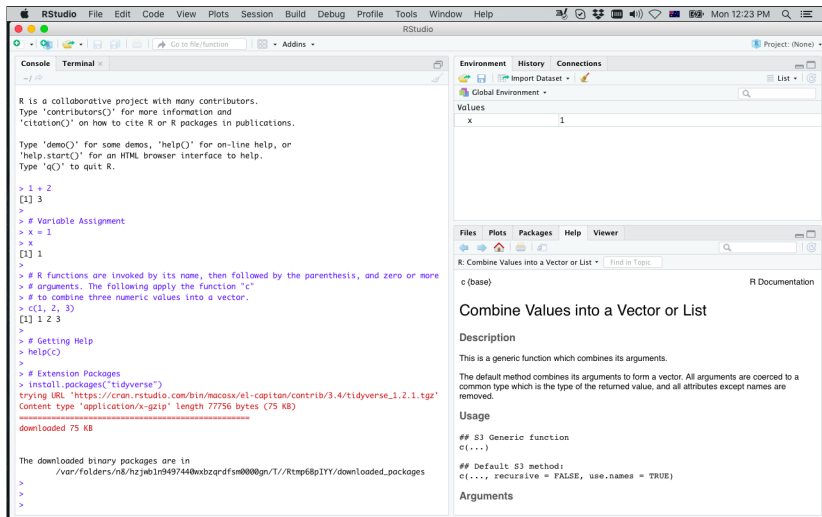 RStudio File Edit Code View Plots Session Build Debug Profile Tools Window Help Mon 12:23 PM
RStudio
Go to file/function Addins Project: (None)
Console Terminal
~/
R is a collaborative project with many contributors.
Type 'contributors()' for more information and
'citation()' on how to cite R or R packages in publications.
Type 'demo()' for some demos, 'help()' for on-line help, or
'help.start()' for an HTML browser interface to help.
Type 'q()' to quit R.
> 1 + 2
[1] 3
>
> # Variable Assignment
> x = 1
> x
[1] 1
>
> # R functions are invoked by its name, then followed by the parenthesis, and zero or more
> # arguments. The following apply the function "c"
> # to combine three numeric values into a vector.
> c(1, 2, 3)
[1] 1 2 3
>
> # Getting Help
> help(c)
>
> # Extension Packages
> install.packages("tidyverse")
trying URL 'https://cran.rstudio.com/bin/macosx/el-capitan/contrib/3.4/tidyverse_1.2.1.tgz'
Content type 'application/x-gzip' length 77756 bytes (75 KB)
==================================================
downloaded 75 KB
The downloaded binary packages are in
/var/folders/n8/hzjwb1n9497440wxbzqrdfsm0000gn/T//Rtmp6BpIYY/downloaded_packages
>
>
>
Environment History Connections
Import Dataset List
Global Environment
Values
x 1
Files Plots Packages Help Viewer
R: Combine Values into a Vector or List Find in Topic
c {base} R Documentation
Combine Values into a Vector or List
Description
This is a generic function which combines its arguments.
The default method combines its arguments to form a vector. All arguments are coerced to a
common type which is the type of the returned value, and all attributes except names are
removed.
Usage
## S3 Generic function
c(...)
## Default S3 method:
c(..., recursive = FALSE, use.names = TRUE)
Arguments